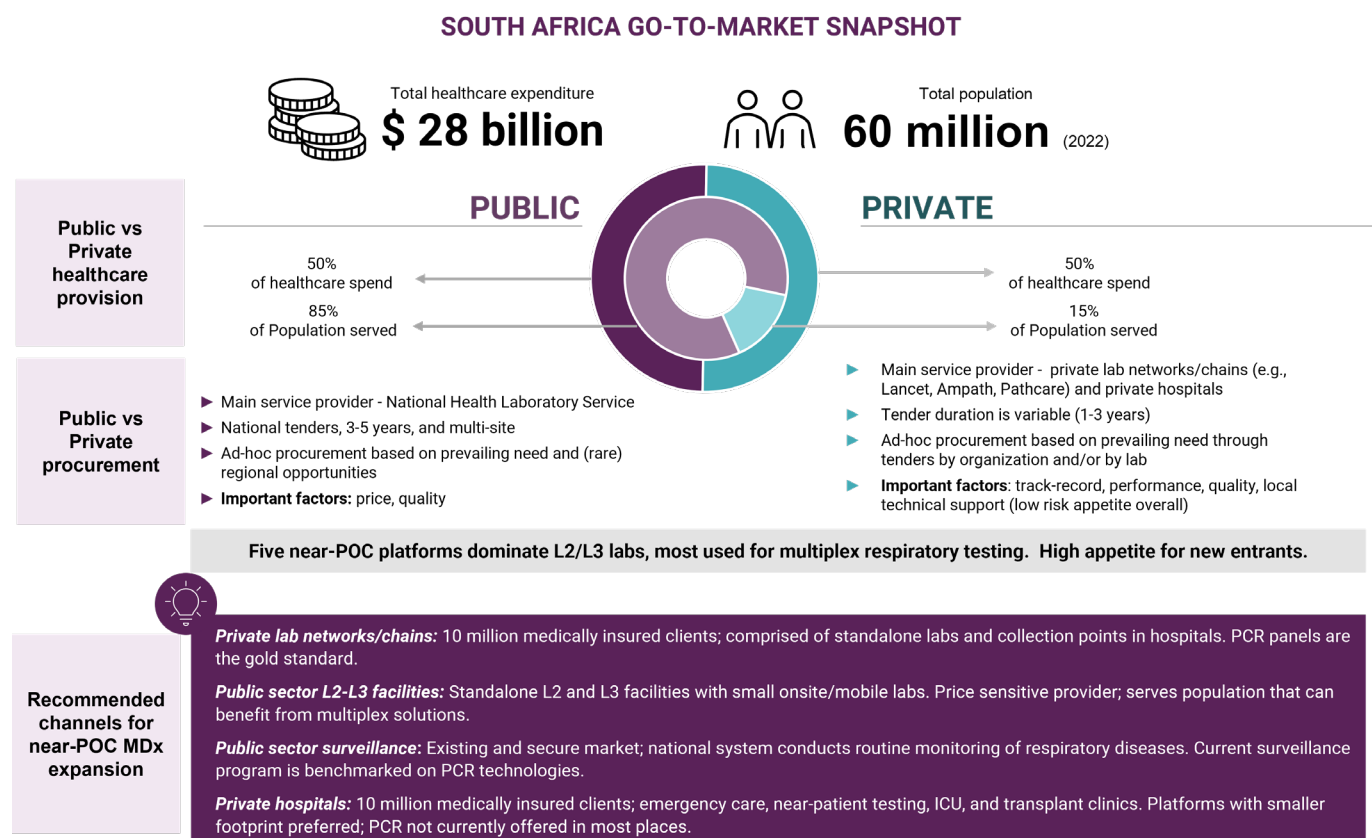 SOUTH AFRICA GO-TO-MARKET SNAPSHOT
Total healthcare expenditure
$ 28 billion
Total population
60 million (2022)
Public vs
Private
healthcare
provision
PUBLIC
50%
of healthcare spend
85%
of Population served
PRIVATE
50%
of healthcare spend
15%
of Population served
Public vs
Private
procurement
Main service provider - National Health Laboratory Service
National tenders, 3-5 years, and multi-site
Ad-hoc procurement based on prevailing need and (rare)
regional opportunities
Important factors: price, quality
Main service provider - private lab networks/chains (e.g.,
Lancet, Ampath, Pathcare) and private hospitals
Tender duration is variable (1-3 years)
Ad-hoc procurement based on prevailing need through
tenders by organization and/or by lab
Important factors: track-record, performance, quality, local
technical support (low risk appetite overall)
Five near-POC platforms dominate L2/L3 labs, most used for multiplex respiratory testing. High appetite for new entrants.
Recommended
channels for
near-POC MDx
expansion
Private lab networks/chains: 10 million medically insured clients; comprised of standalone labs and collection points in hospitals. PCR panels are
the gold standard.
Public sector L2-L3 facilities: Standalone L2 and L3 facilities with small onsite/mobile labs. Price sensitive provider; serves population that can
benefit from multiplex solutions.
Public sector surveillance: Existing and secure market; national system conducts routine monitoring of respiratory diseases. Current surveillance
program is benchmarked on PCR technologies.
Private hospitals: 10 million medically insured clients; emergency care, near-patient testing, ICU, and transplant clinics. Platforms with smaller
footprint preferred; PCR not currently offered in most places.